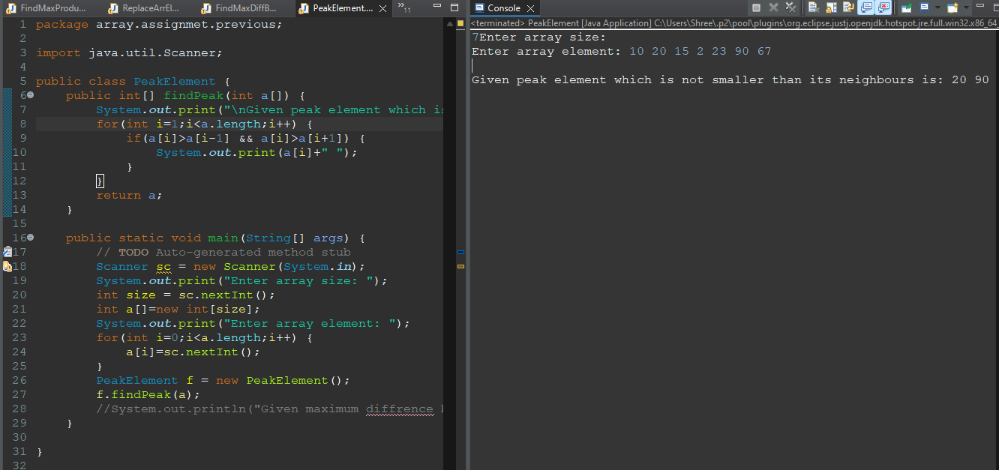 FindMaxProdu... ReplaceArrEl... FindMaxDiffB... PeakElement.... »11
1 package array.assignmet.previous;
2
3 import java.util.Scanner;
4
5 public class PeakElement {
6 public int[] findPeak(int a[]) {
7 System.out.print("\nGiven peak element which is
8 for(int i=1;i<a.length;i++) {
9 if(a[i]>a[i-1] && a[i]>a[i+1]) {
10 System.out.print(a[i]+" ");
11 }
12 }
13 return a;
14 }
15
16 public static void main(String[] args) {
17 // TODO Auto-generated method stub
18 Scanner sc = new Scanner(System.in);
19 System.out.print("Enter array size: ");
20 int size = sc.nextInt();
21 int a[]=new int[size];
22 System.out.print("Enter array element: ");
23 for(int i=0;i<a.length;i++) {
24 a[i]=sc.nextInt();
25 }
26 PeakElement f = new PeakElement();
27 f.findPeak(a);
28 //System.out.println("Given maximum diffrence
29 }
30
31 }
32
Console
<terminated> PeakElement [Java Application] C:\Users\Shree\.p2\pool\plugins\org.eclipse.justj.openjdk.hotspot.jre.full.win32.x86_64
7Enter array size:
Enter array element: 10 20 15 2 23 90 67
Given peak element which is not smaller than its neighbours is: 20 90